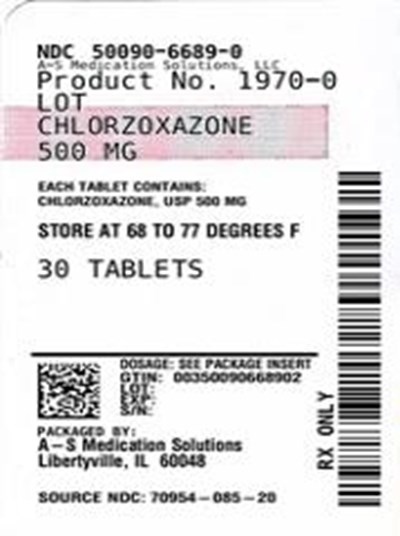 NDC 50090-6689-0
A-S Medication Solutions, LLC
Product No. 1970-0
LOT
CHLORZOXAZONE
500 MG
EACH TABLET CONTAINS:
CHLORZOXAZONE, USP 500 MG
STORE AT 68 TO 77 DEGREES F
30 TABLETS
DOSAGE: SEE PACKAGE INSERT
GTIN: 00350090668902
LOT:
EXP:
S/N:
PACKAGED BY:
A-S Medication Solutions
Libertyville, IL 60048
SOURCE NDC: 70954-085-20
RX ONLY